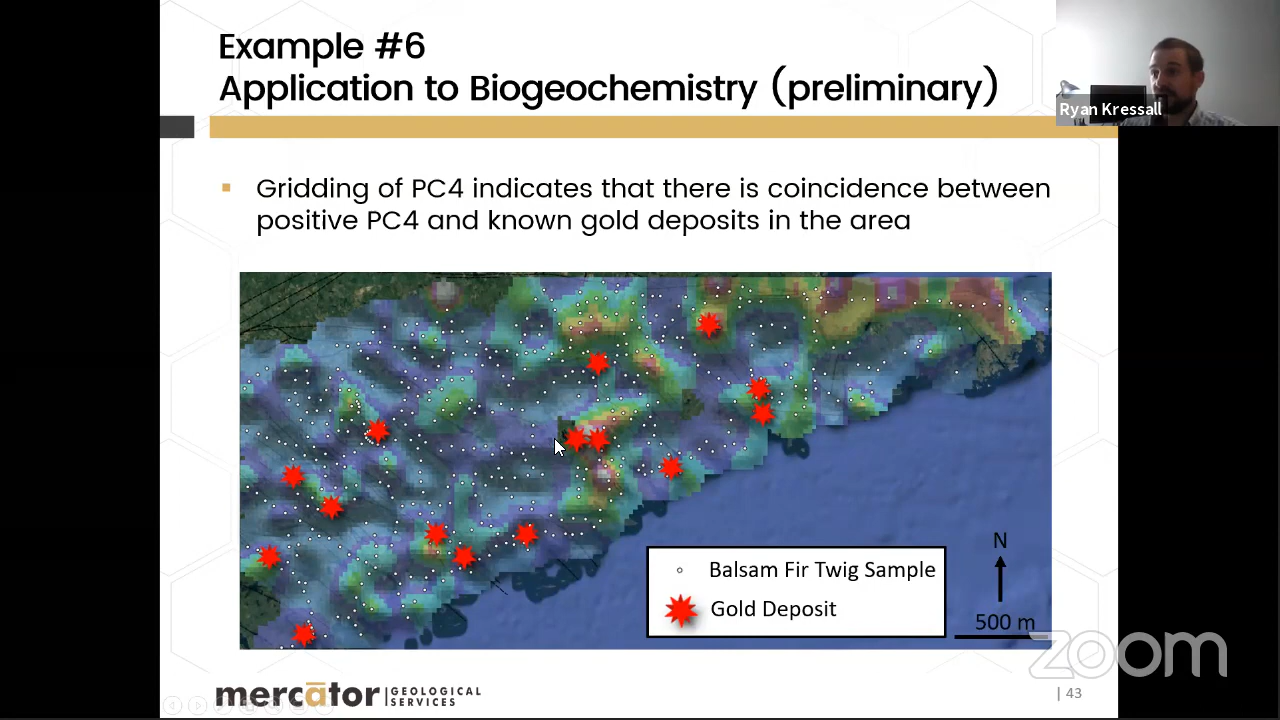 Example #6
Application to Biogeochemistry (preliminary)
Ryan Kressall
Gridding of PC4 indicates that there is coincidence between
positive PC4 and known gold deposits in the area
Balsam Fir Twig Sample
Gold Deposit
N
500 m
zoom
mercātor
GEOLOGICAL
SERVICES
| 43